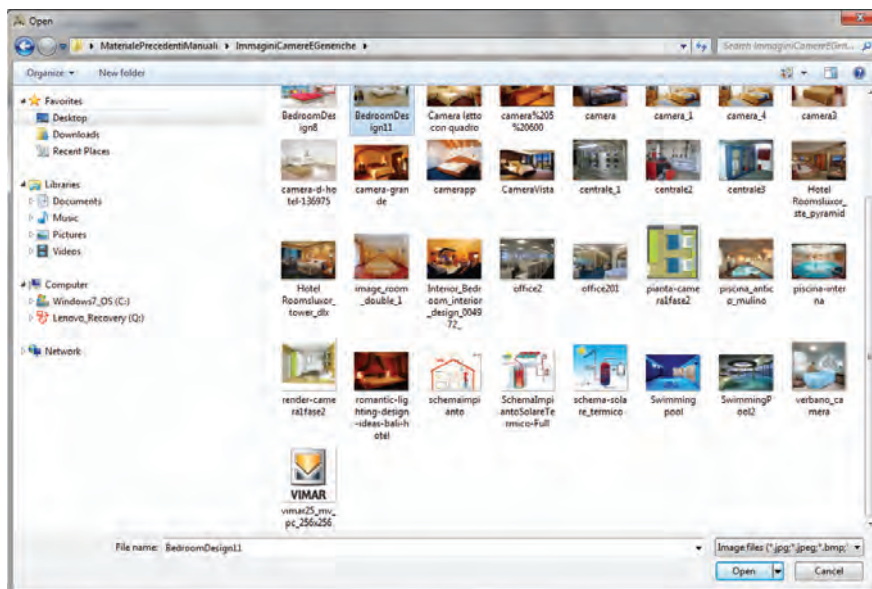 Open
MaterialePrecedentiManuali ▸ ImmaginiCamereEGeneriche ▸
Search ImmaginiCamereEGen...
Organize
New folder
Favorites
Desktop
Downloads
Recent Places
Libraries
Documents
Music
Pictures
Videos
Computer
Windows7_OS (C:)
Lenovo_Recovery (Q:)
Network
BedroomDes
ign8
BedroomDes
ign11
Camera letto
con quadro
camera%205
%20600
camera
camera_1
camera_4
camera3
camera-d-ho
tel-136975
camera-gran
de
camerapp
CameraVista
centrale_1
centrale2
centrale3
Hotel
Roomsluxor_
ste_pyramid
Hotel
Roomsluxor_
tower_dlx
image_room
_double_1
Interior_Bedr
oom_interior
_design_0049
72_
office2
office201
pianta-came
ra1fase2
piscina_antic
o_mulino
piscina-inter
na
render-came
ra1fase2
romantic-lig
hting-design
-ideas-bali-h
otel
schemaimpi
anto
SchemaImpi
antoSolareTe
rmico-Full
schema-sola
re_termico
Swimming
pool
SwimmingP
ool2
verbano_ca
mera
VIMAR
vimar25_mv_
pc_256x256
File name: BedroomDesign11
Image files (*.jpg;*.jpeg;*.bmp;*
Open
Cancel